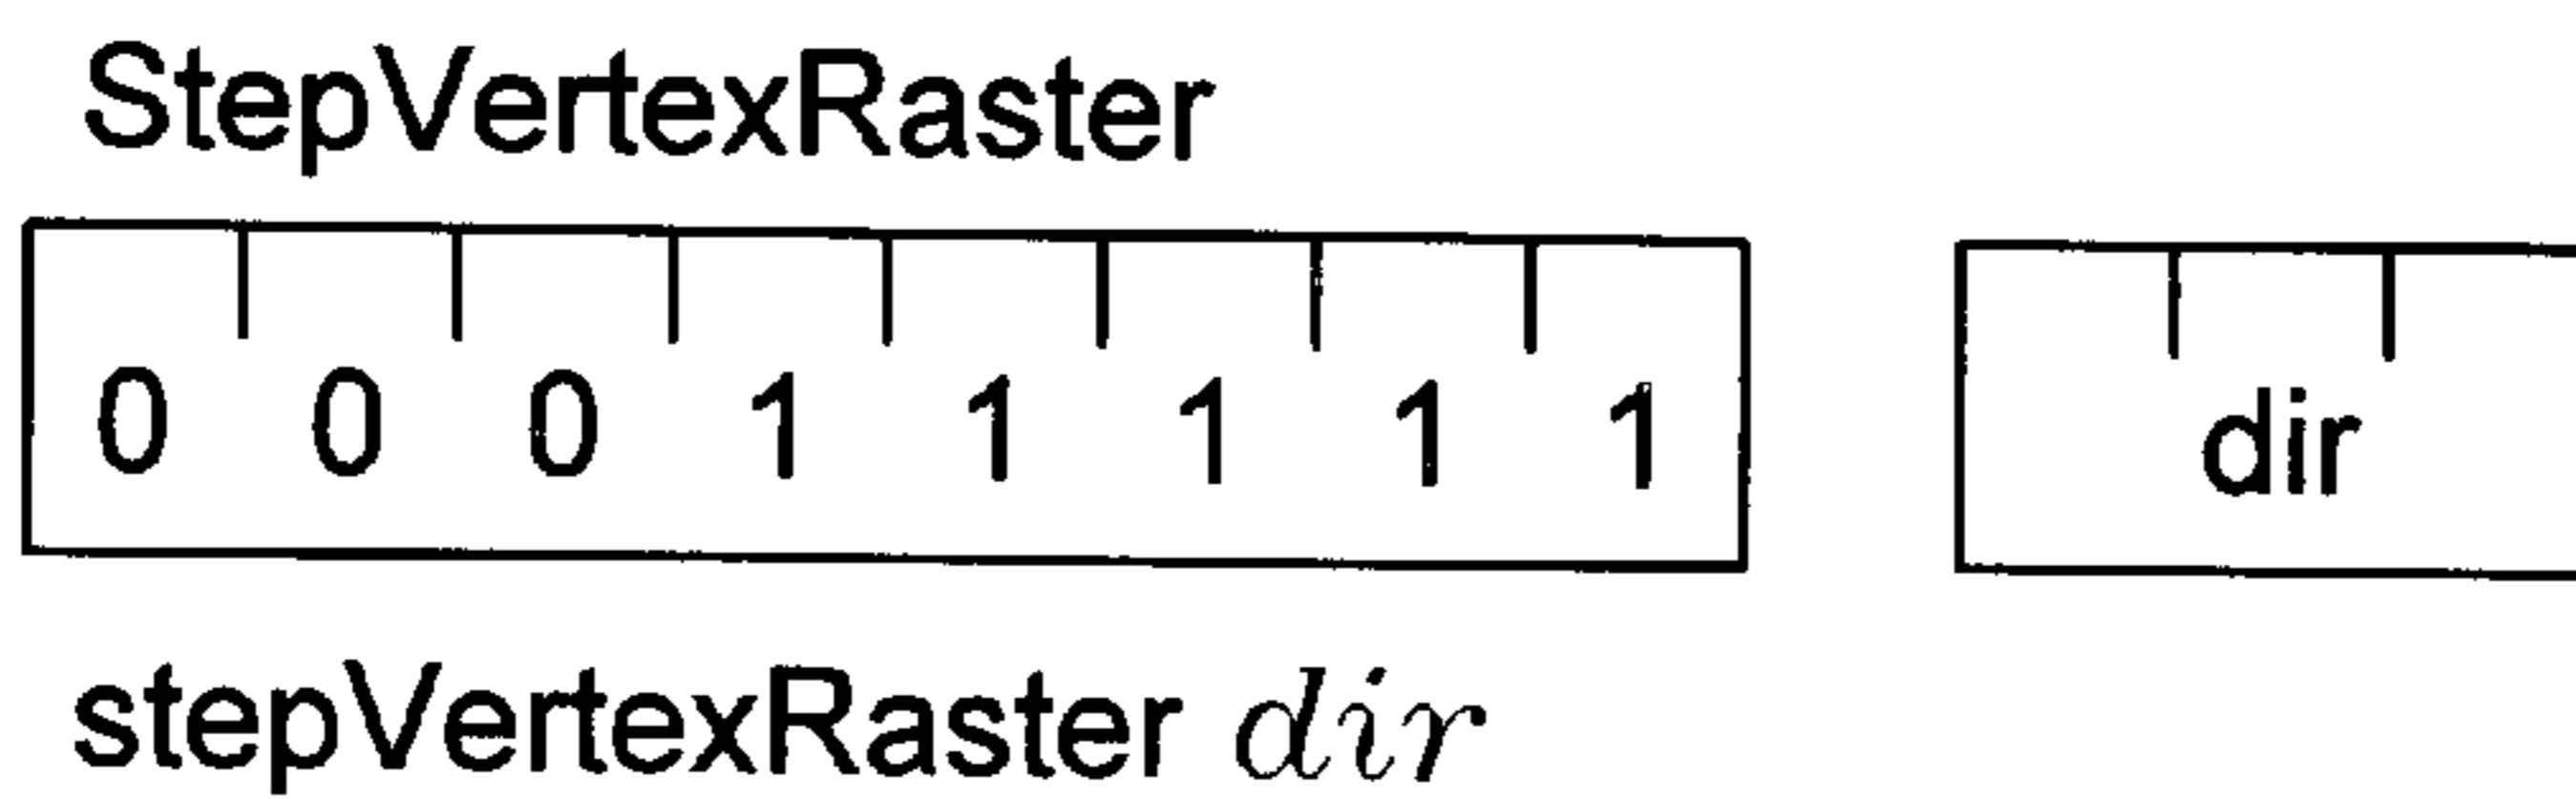 StepVertexRaster
0 0 0 1 1 1 1 1 dir
stepVertexRaster dir